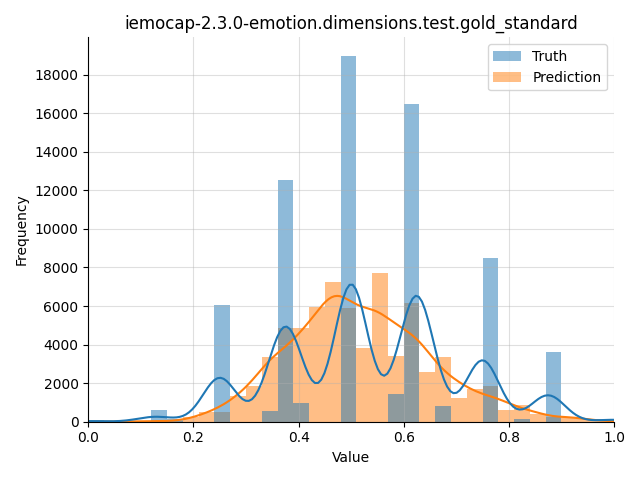 iemocap-2.3.0-emotion.dimensions.test.gold_standard
Truth
Prediction
18000
16000
14000
12000
10000
8000
6000
4000
2000
0
Frequency
0.0 0.2 0.4 0.6 0.8 1.0
Value